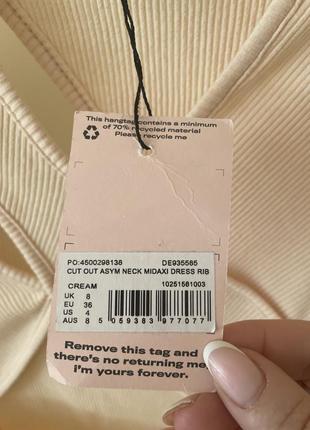 This hangtag contains a minimum
of 70% recycled material
Please recycle me
PO:4500298138 DE935565
CUT OUT ASYM NECK MIDAXI DRESS RIB
CREAM 10251581003
UK 8
EU 36
US 4
AUS 8 5 059383 977077
Remove this tag and
there's no returning me,
I'm yours forever.